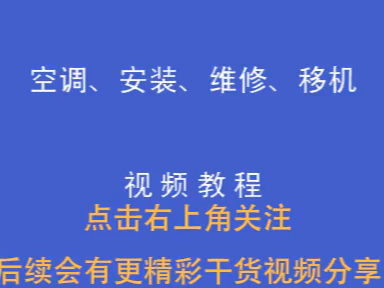 空调、安装、维修、移机
视频教程
点击右上角关注
后续会有更精彩干货视频分享